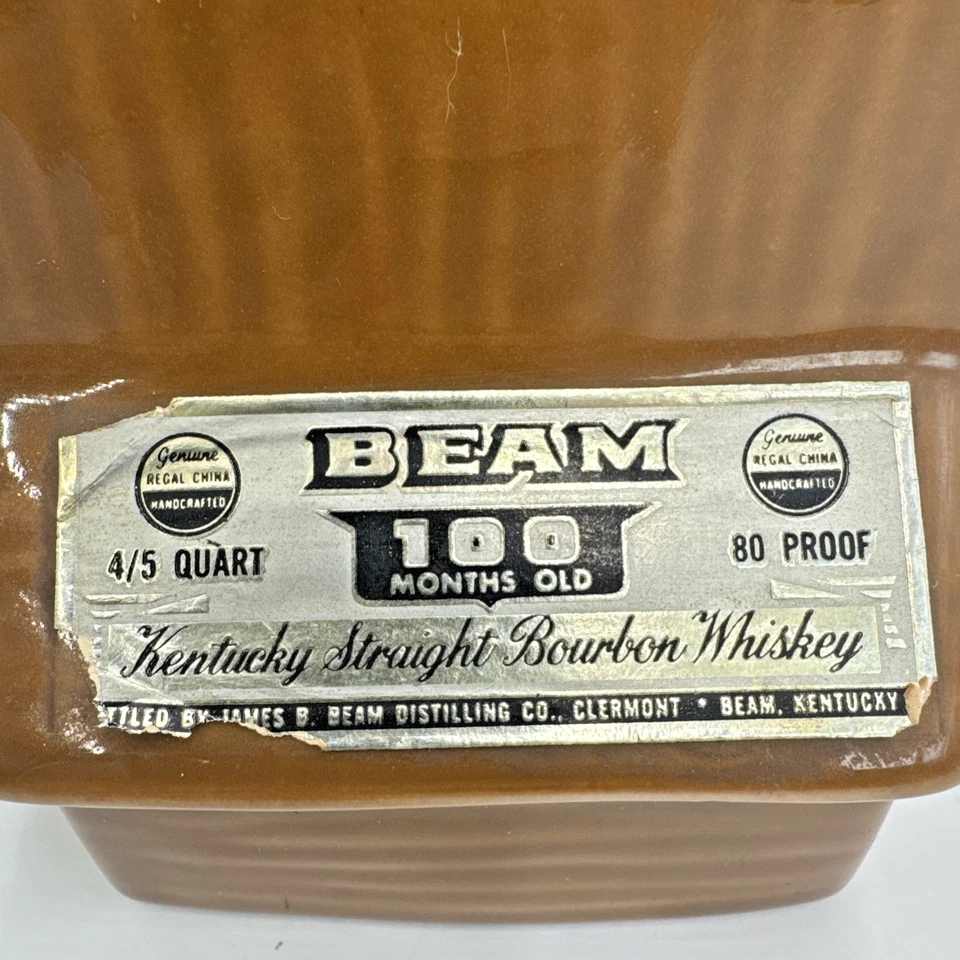 BEAM
Genuine
REGAL CHINA
HANDCRAFTED
Genuine
REGAL CHINA
HANDCRAFTED
100
MONTHS OLD
4/5 QUART
80 PROOF
Kentucky Straight Bourbon Whiskey
TTLED BY JAMES B. BEAM DISTILLING CO., CLERMONT * BEAM, KENTUCKY